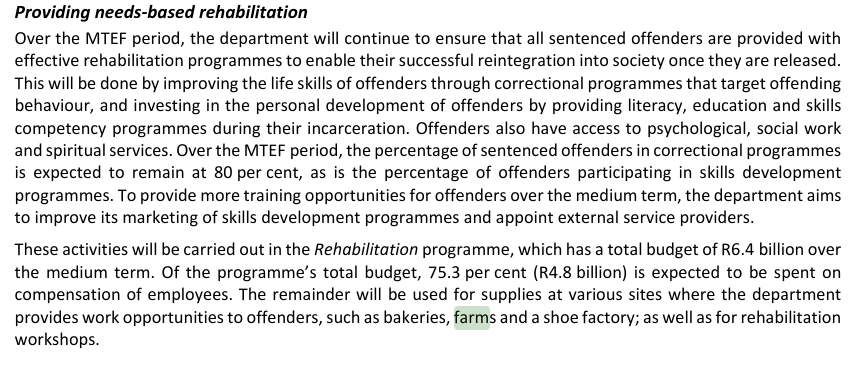 Providing needs-based rehabilitation
Over the MTEF period, the department will continue to ensure that all sentenced offenders are provided with
effective rehabilitation programmes to enable their successful reintegration into society once they are released.
This will be done by improving the life skills of offenders through correctional programmes that target offending
behaviour, and investing in the personal development of offenders by providing literacy, education and skills
competency programmes during their incarceration. Offenders also have access to psychological, social work
and spiritual services. Over the MTEF period, the percentage of sentenced offenders in correctional programmes
is expected to remain at 80 per cent, as is the percentage of offenders participating in skills development
programmes. To provide more training opportunities for offenders over the medium term, the department aims
to improve its marketing of skills development programmes and appoint external service providers.
These activities will be carried out in the Rehabilitation programme, which has a total budget of R6.4 billion over
the medium term. Of the programme's total budget, 75.3 per cent (R4.8 billion) is expected to be spent on
compensation of employees. The remainder will be used for supplies at various sites where the department
provides work opportunities to offenders, such as bakeries, farms and a shoe factory; as well as for rehabilitation
workshops.